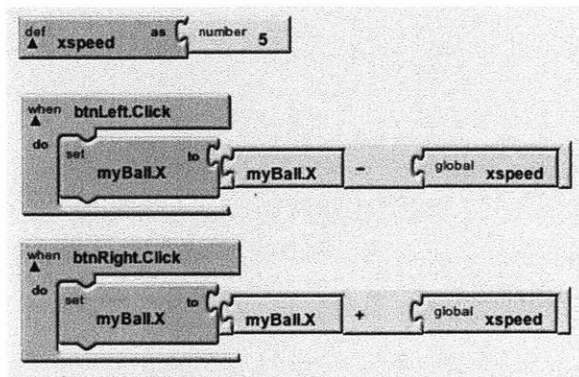 def xspeed as number 5
when btnLeft.Click
do set myBall.X to myBall.X - global xspeed
when btnRight.Click
do set myBall.X to myBall.X + global xspeed